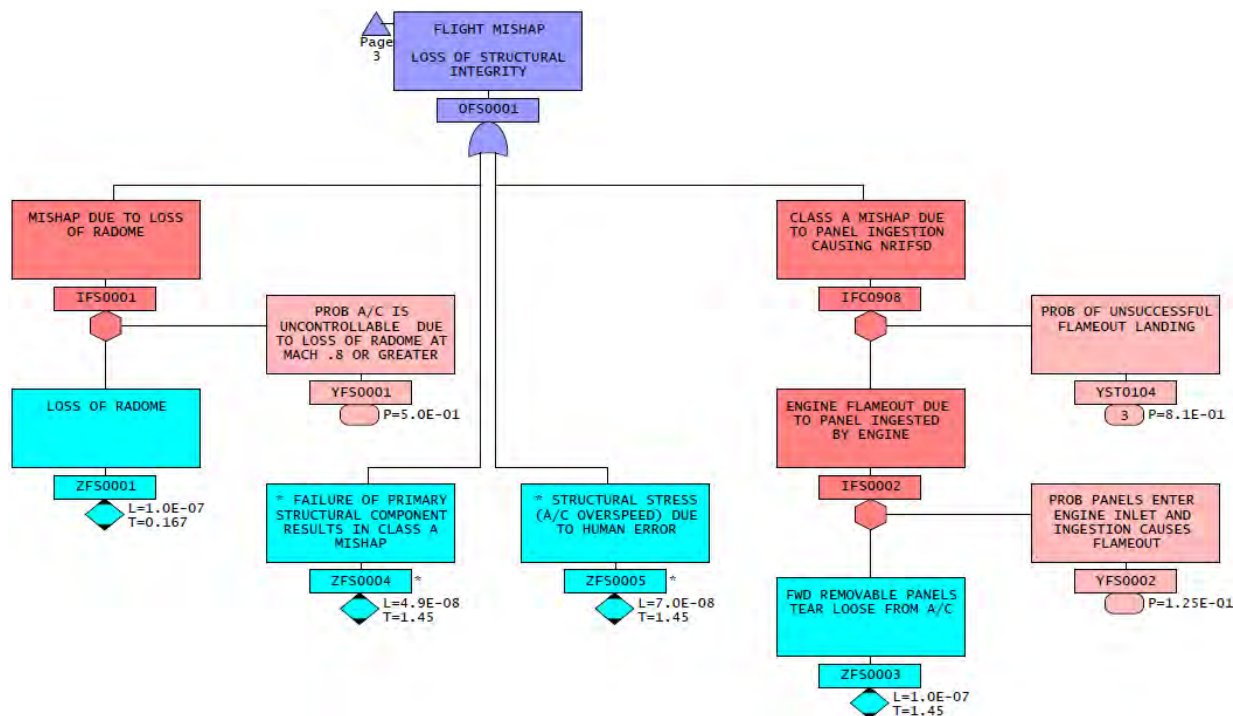 Page
3
FLIGHT MISHAP
LOSS OF STRUCTURAL
INTEGRITY
OFS0001
MISHAP DUE TO LOSS
OF RADOME
IFS0001
PROB A/C IS
UNCONTROLLABLE DUE
TO LOSS OF RADOME AT
MACH .8 OR GREATER
YFS0001
P=5.0E-01
LOSS OF RADOME
ZFS0001
L=1.0E-07
T=0.167
* FAILURE OF PRIMARY
STRUCTURAL COMPONENT
RESULTS IN CLASS A
MISHAP
ZFS0004 *
L=4.9E-08
T=1.45
* STRUCTURAL STRESS
(A/C OVERSPEED) DUE
TO HUMAN ERROR
ZFS0005 *
L=7.0E-08
T=1.45
CLASS A MISHAP DUE
TO PANEL INGESTION
CAUSING NRIFSD
IFC0908
PROB OF UNSUCCESSFUL
FLAMEOUT LANDING
YST0104
3 P=8.1E-01
ENGINE FLAMEOUT DUE
TO PANEL INGESTED
BY ENGINE
IFS0002
PROB PANELS ENTER
ENGINE INLET AND
INGESTION CAUSES
FLAMEOUT
YFS0002
P=1.25E-01
FWD REMOVABLE PANELS
TEAR LOOSE FROM A/C
ZFS0003
L=1.0E-07
T=1.45